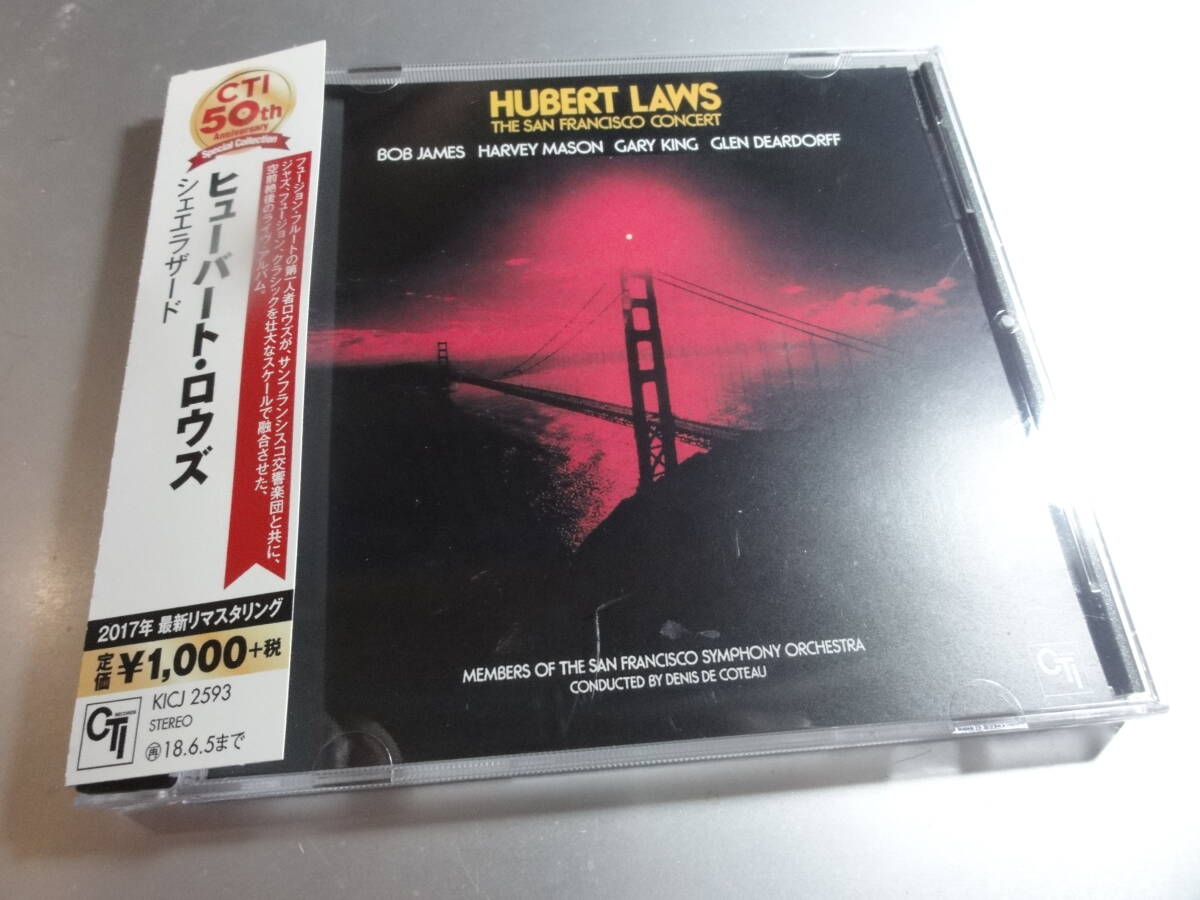 CTI
50th
Anniversary
Special Collection
ヒューバート・ロウズ
シェエラザード
フュージョン・フルートの第一人者ロウズが、サンフランシスコ交響楽団と共に、
ジャズ、フュージョン、クラシックを壮大なスケールで融合させた、
空前絶後のライヴ・アルバム。
2017年 最新リマスタリング
定価 ¥1,000+税
CTI
RECORDS
KICJ 2593
STEREO
再18.6.5まで
HUBERT LAWS
THE SAN FRANCISCO CONCERT
BOB JAMES HARVEY MASON GARY KING GLEN DEARDORFF
MEMBERS OF THE SAN FRANCISCO SYMPHONY ORCHESTRA
CONDUCTED BY DENIS DE COTEAU
CTI